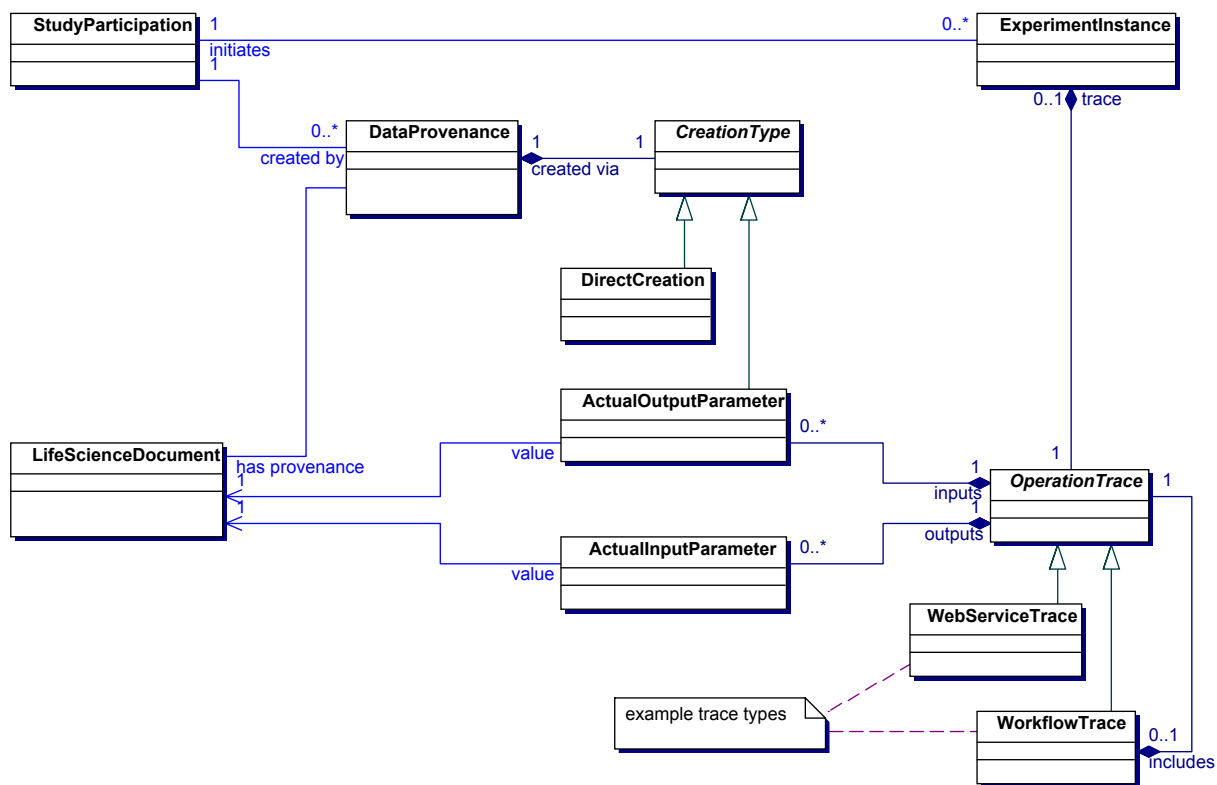 StudyParticipation
1
0..*
ExperimentInstance
initiates
1
0..1
trace
0..*
DataProvenance
CreationType
1
1
created by
created via
DirectCreation
ActualOutputParameter
0..*
LifeScienceDocument
value
has provenance
1
1
1
OperationTrace
1
inputs
1
1
outputs
ActualInputParameter
0..*
value
WebServiceTrace
example trace types
WorkflowTrace
0..1
includes